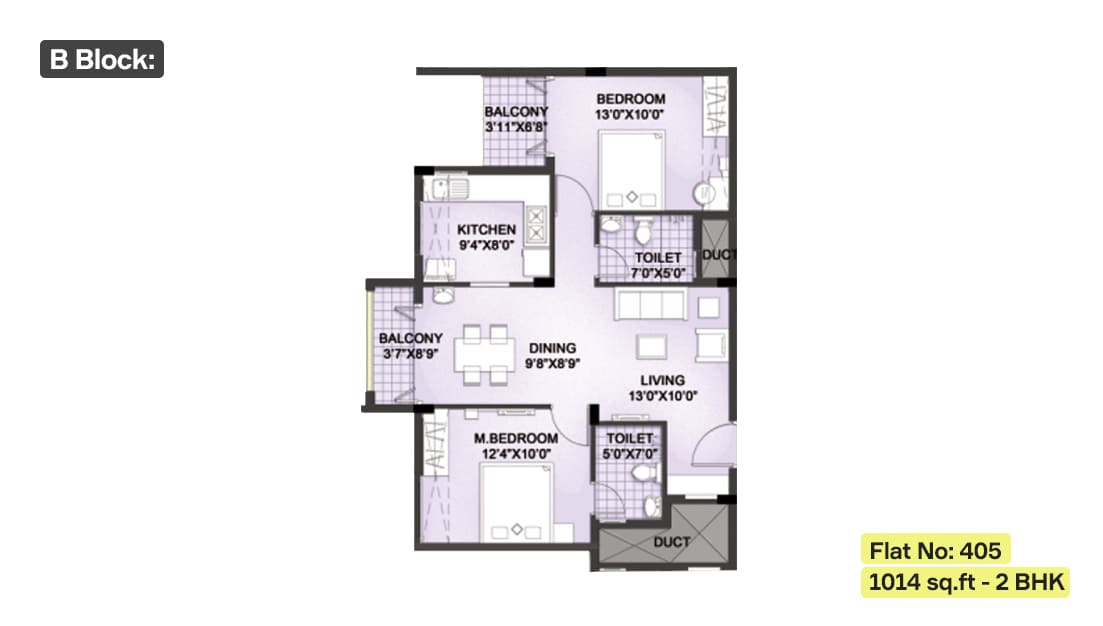 B Block:
BALCONY
3'11"X6'8"
BEDROOM
13'0"X10'0"
KITCHEN
9'4"X8'0"
TOILET
7'0"X5'0"
DUCT
BALCONY
3'7"X8'9"
DINING
9'8"X8'9"
LIVING
13'0"X10'0"
M.BEDROOM
12'4"X10'0"
TOILET
5'0"X7'0"
DUCT
Flat No: 405
1014 sq.ft - 2 BHK